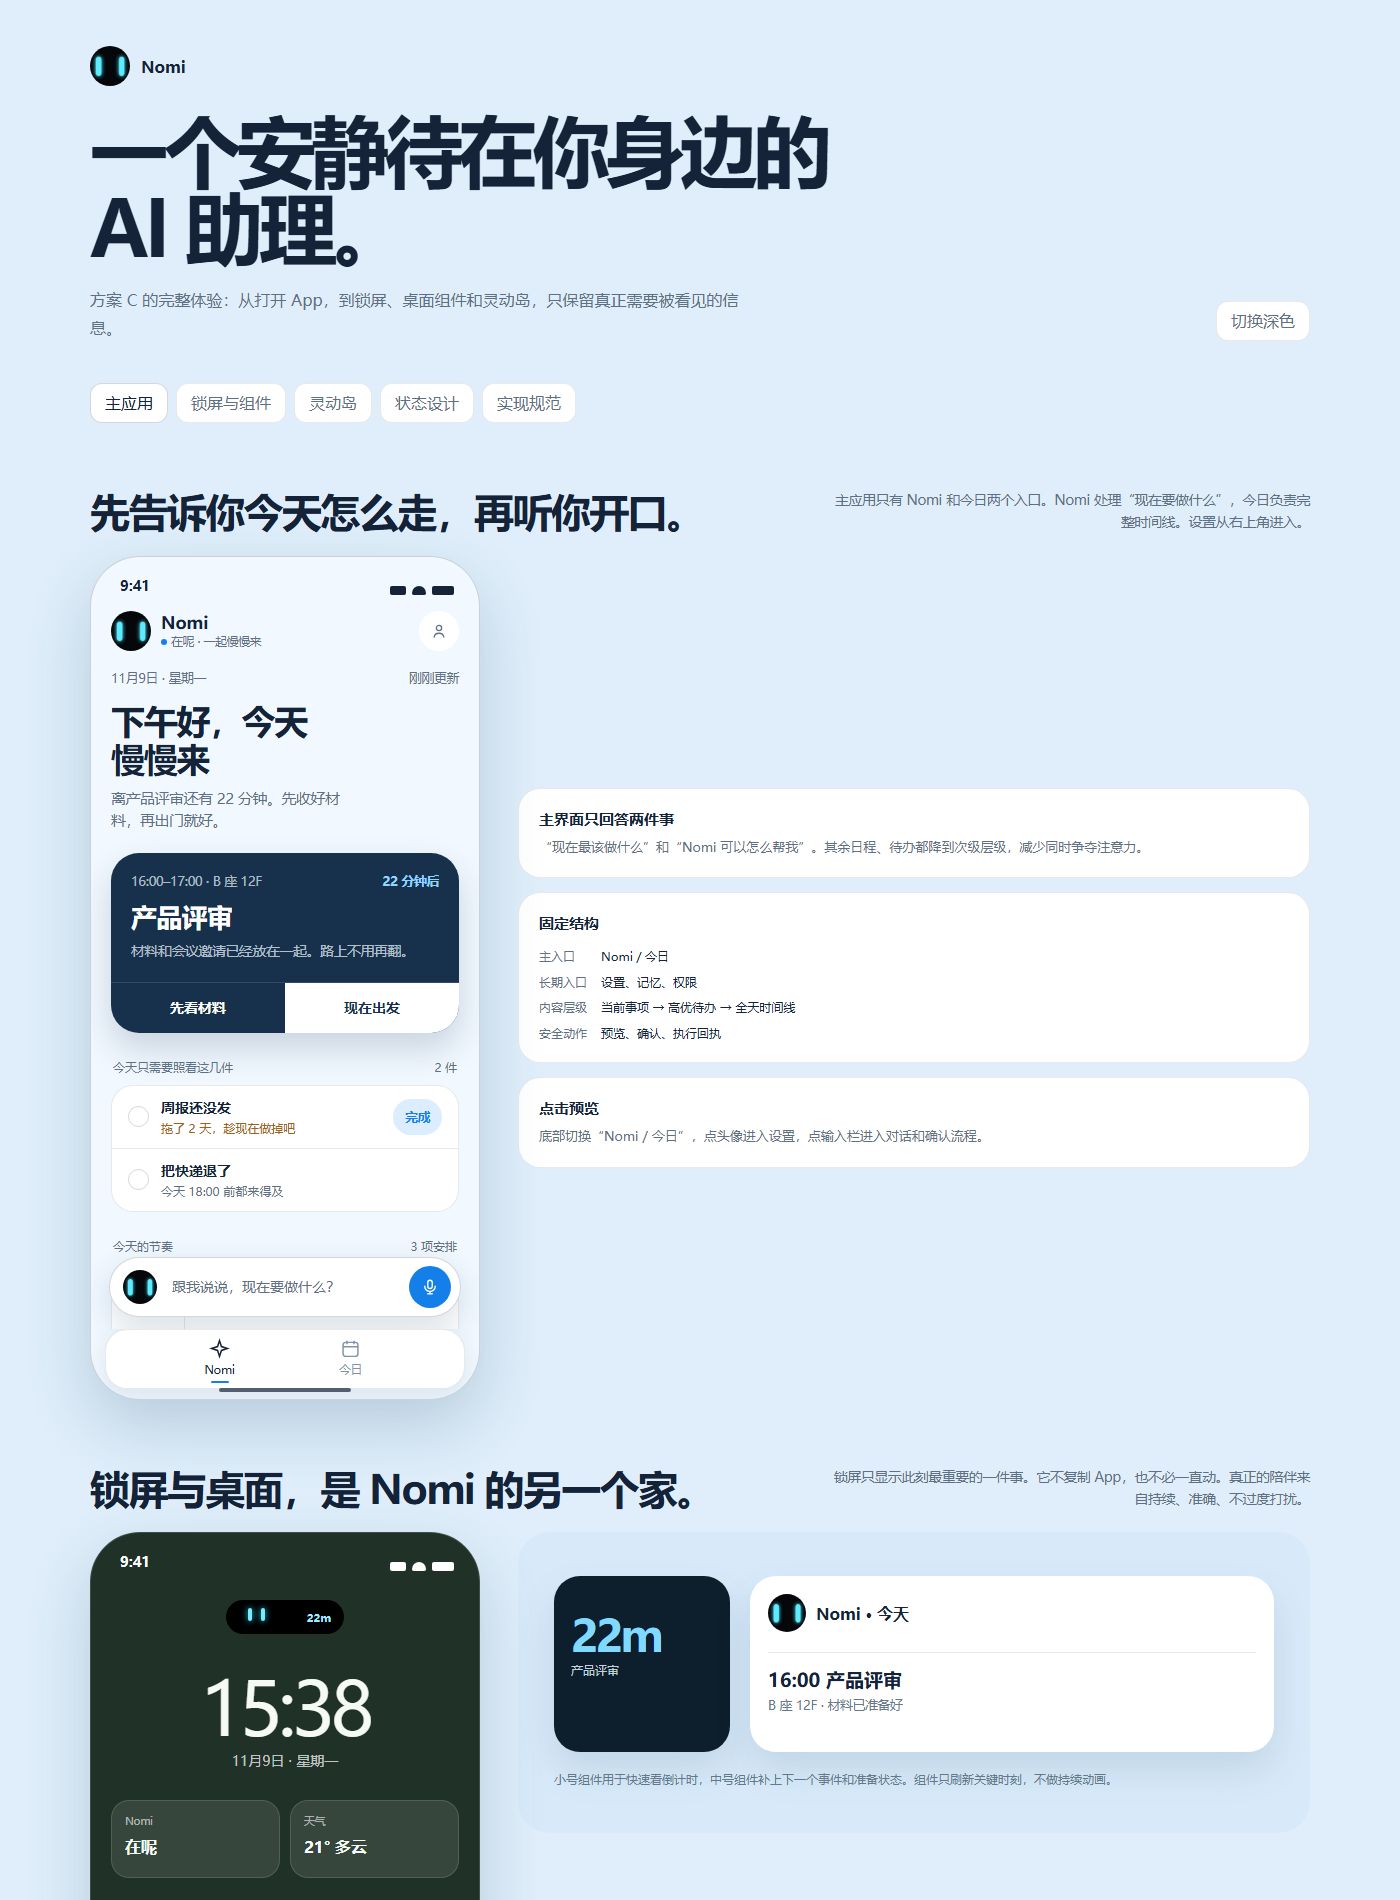 Nomi
一个安静待在你身边的
AI 助理。
方案 C 的完整体验：从打开 App，到锁屏、桌面组件和灵动岛，只保留真正需要被看见的信
息。
切换深色
主应用
锁屏与组件
灵动岛
状态设计
实现规范
先告诉你今天怎么走，再听你开口。
主应用只有 Nomi 和今日两个入口。Nomi 处理“现在要做什么”，今日负责完
整时间线。设置从右上角进入。
9:41
Nomi
在呢 · 一起慢慢来
11月9日 · 星期一
刚刚更新
下午好，今天
慢慢来
离产品评审还有 22 分钟。先收好材
料，再出门就好。
16:00–17:00 · B 座 12F
22 分钟后
产品评审
材料和会议邀请已经放在一起。路上不用再翻。
先看材料
现在出发
今天只需要照看这几件
2 件
周报还没发
拖了 2 天，趁现在做掉吧
完成
把快递退了
今天 18:00 前都来得及
今天的节奏
3 项安排
跟我说说，现在要做什么？
Nomi
今日
主界面只回答两件事
“现在最该做什么”和“Nomi 可以怎么帮我”。其余日程、待办都降到次级层级，减少同时争夺注意力。
固定结构
主入口 Nomi / 今日
长期入口 设置、记忆、权限
内容层级 当前事项 → 高优待办 → 全天时间线
安全动作 预览、确认、执行回执
点击预览
底部切换“Nomi / 今日”，点头像进入设置，点输入栏进入对话和确认流程。
锁屏与桌面，是 Nomi 的另一个家。
锁屏只显示此刻最重要的一件事。它不复制 App，也不必一直动。真正的陪伴来
自持续、准确、不过度打扰。
9:41
22m
15:38
11月9日 · 星期一
Nomi
在呢
天气
21° 多云
22m
产品评审
Nomi • 今天
16:00 产品评审
B 座 12F · 材料已准备好
小号组件用于快速看倒计时，中号组件补上下一个事件和准备状态。组件只刷新关键时刻，不做持续动画。